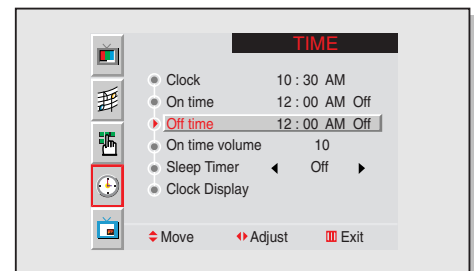 TIME
Clock 10 : 30 AM
On time 12 : 00 AM Off
Off time 12 : 00 AM Off
On time volume 10
Sleep Timer Off
Clock Display
Move Adjust Exit